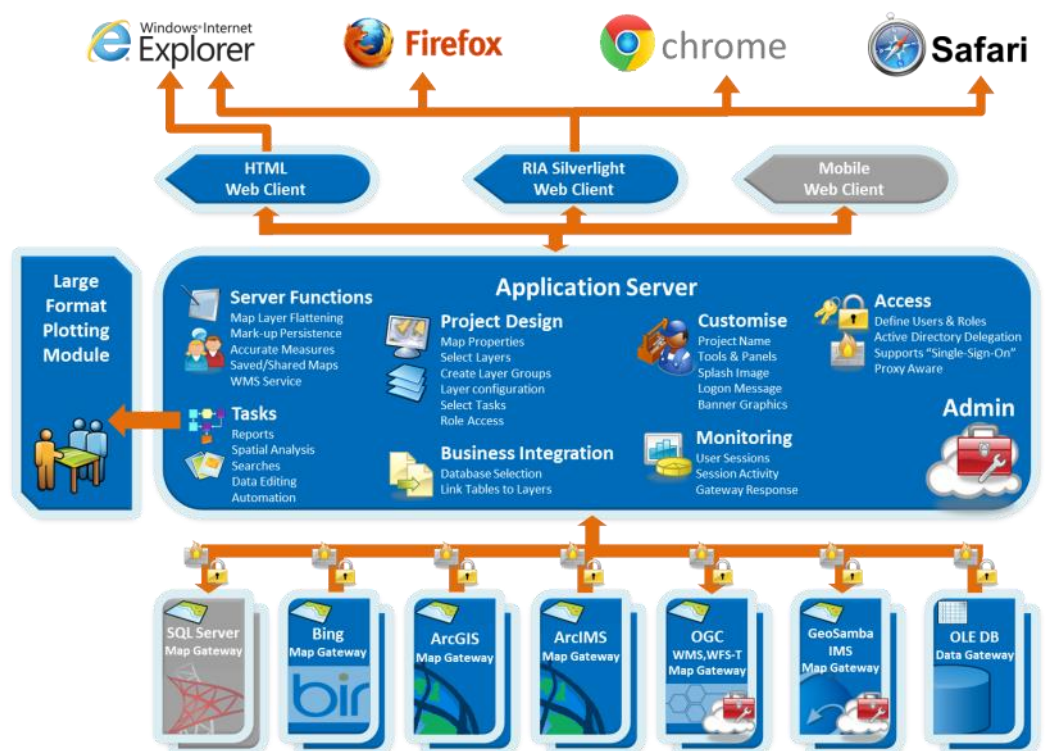 Windows Internet
Explorer
Firefox
chrome
Safari
HTML
Web Client
RIA Silverlight
Web Client
Mobile
Web Client
Large
Format
Plotting
Module
Application Server
Server Functions
Map Layer Flattening
Mark-up Persistence
Accurate Measures
Saved/Shared Maps
WMS Service
Tasks
Reports
Spatial Analysis
Searches
Data Editing
Automation
Project Design
Map Properties
Select Layers
Create Layer Groups
Layer configuration
Select Tasks
Role Access
Business Integration
Database Selection
Link Tables to Layers
Customise
Project Name
Tools & Panels
Splash Image
Logon Message
Banner Graphics
Monitoring
User Sessions
Session Activity
Gateway Response
Access
Define Users & Roles
Active Directory Delegation
Supports "Single-Sign-On"
Proxy Aware
Admin
SQL Server
Map Gateway
Bing
Map Gateway
bin
ArcGIS
Map Gateway
ArcIMS
Map Gateway
OGC
WMS,WFS-T
Map Gateway
GeoSamba
IMS
Map Gateway
OLE DB
Data Gateway